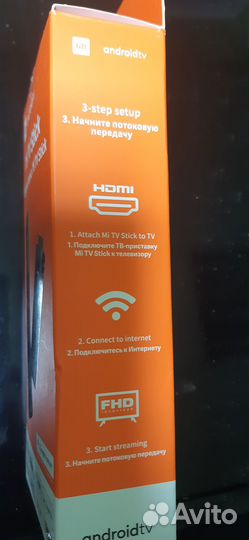 mi androidtv
3-step setup
3. Начните потоковую
передачу
HDMI
1. Attach Mi TV Stick to TV
1. Подключите ТВ-приставку
Mi TV Stick к телевизору
2. Connect to internet
2. Подключитесь к Интернету
FHD
3. Start streaming
3. Начните потоковую передачу
androidtv
Avito